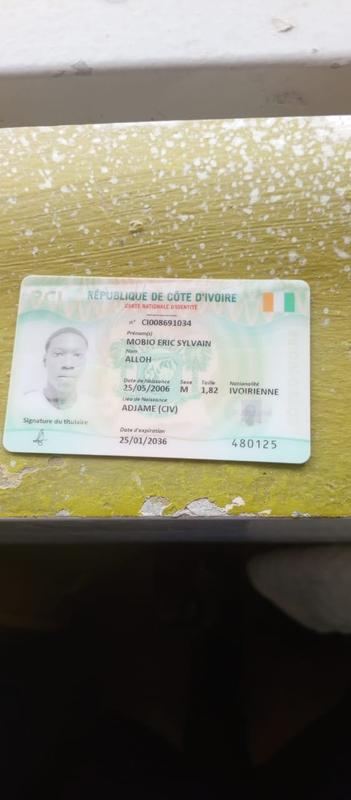 RCI
RÉPUBLIQUE DE CÔTE D'IVOIRE
CARTE NATIONALE D'IDENTITÉ
n° CI008691034
Prénom(s)
MOBIO ERIC SYLVAIN
Nom
ALLOH
Date de Naissance Sexe Taille Nationalité
25/05/2006 M 1,82 IVOIRIENNE
Lieu de Naissance
ADJAME (CIV)
Signature du titulaire
Date d'expiration
25/01/2036
480125